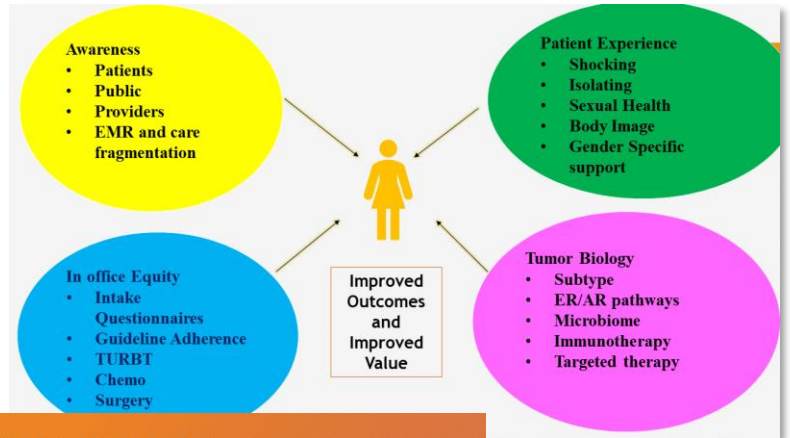 Awareness
• Patients
• Public
• Providers
• EMR and care
fragmentation
Patient Experience
• Shocking
• Isolating
• Sexual Health
• Body Image
• Gender Specific
support
In office Equity
• Intake
Questionnaires
• Guideline Adherence
• TURBT
• Chemo
• Surgery
Improved
Outcomes
and
Improved
Value
Tumor Biology
• Subtype
• ER/AR pathways
• Microbiome
• Immunotherapy
• Targeted therapy